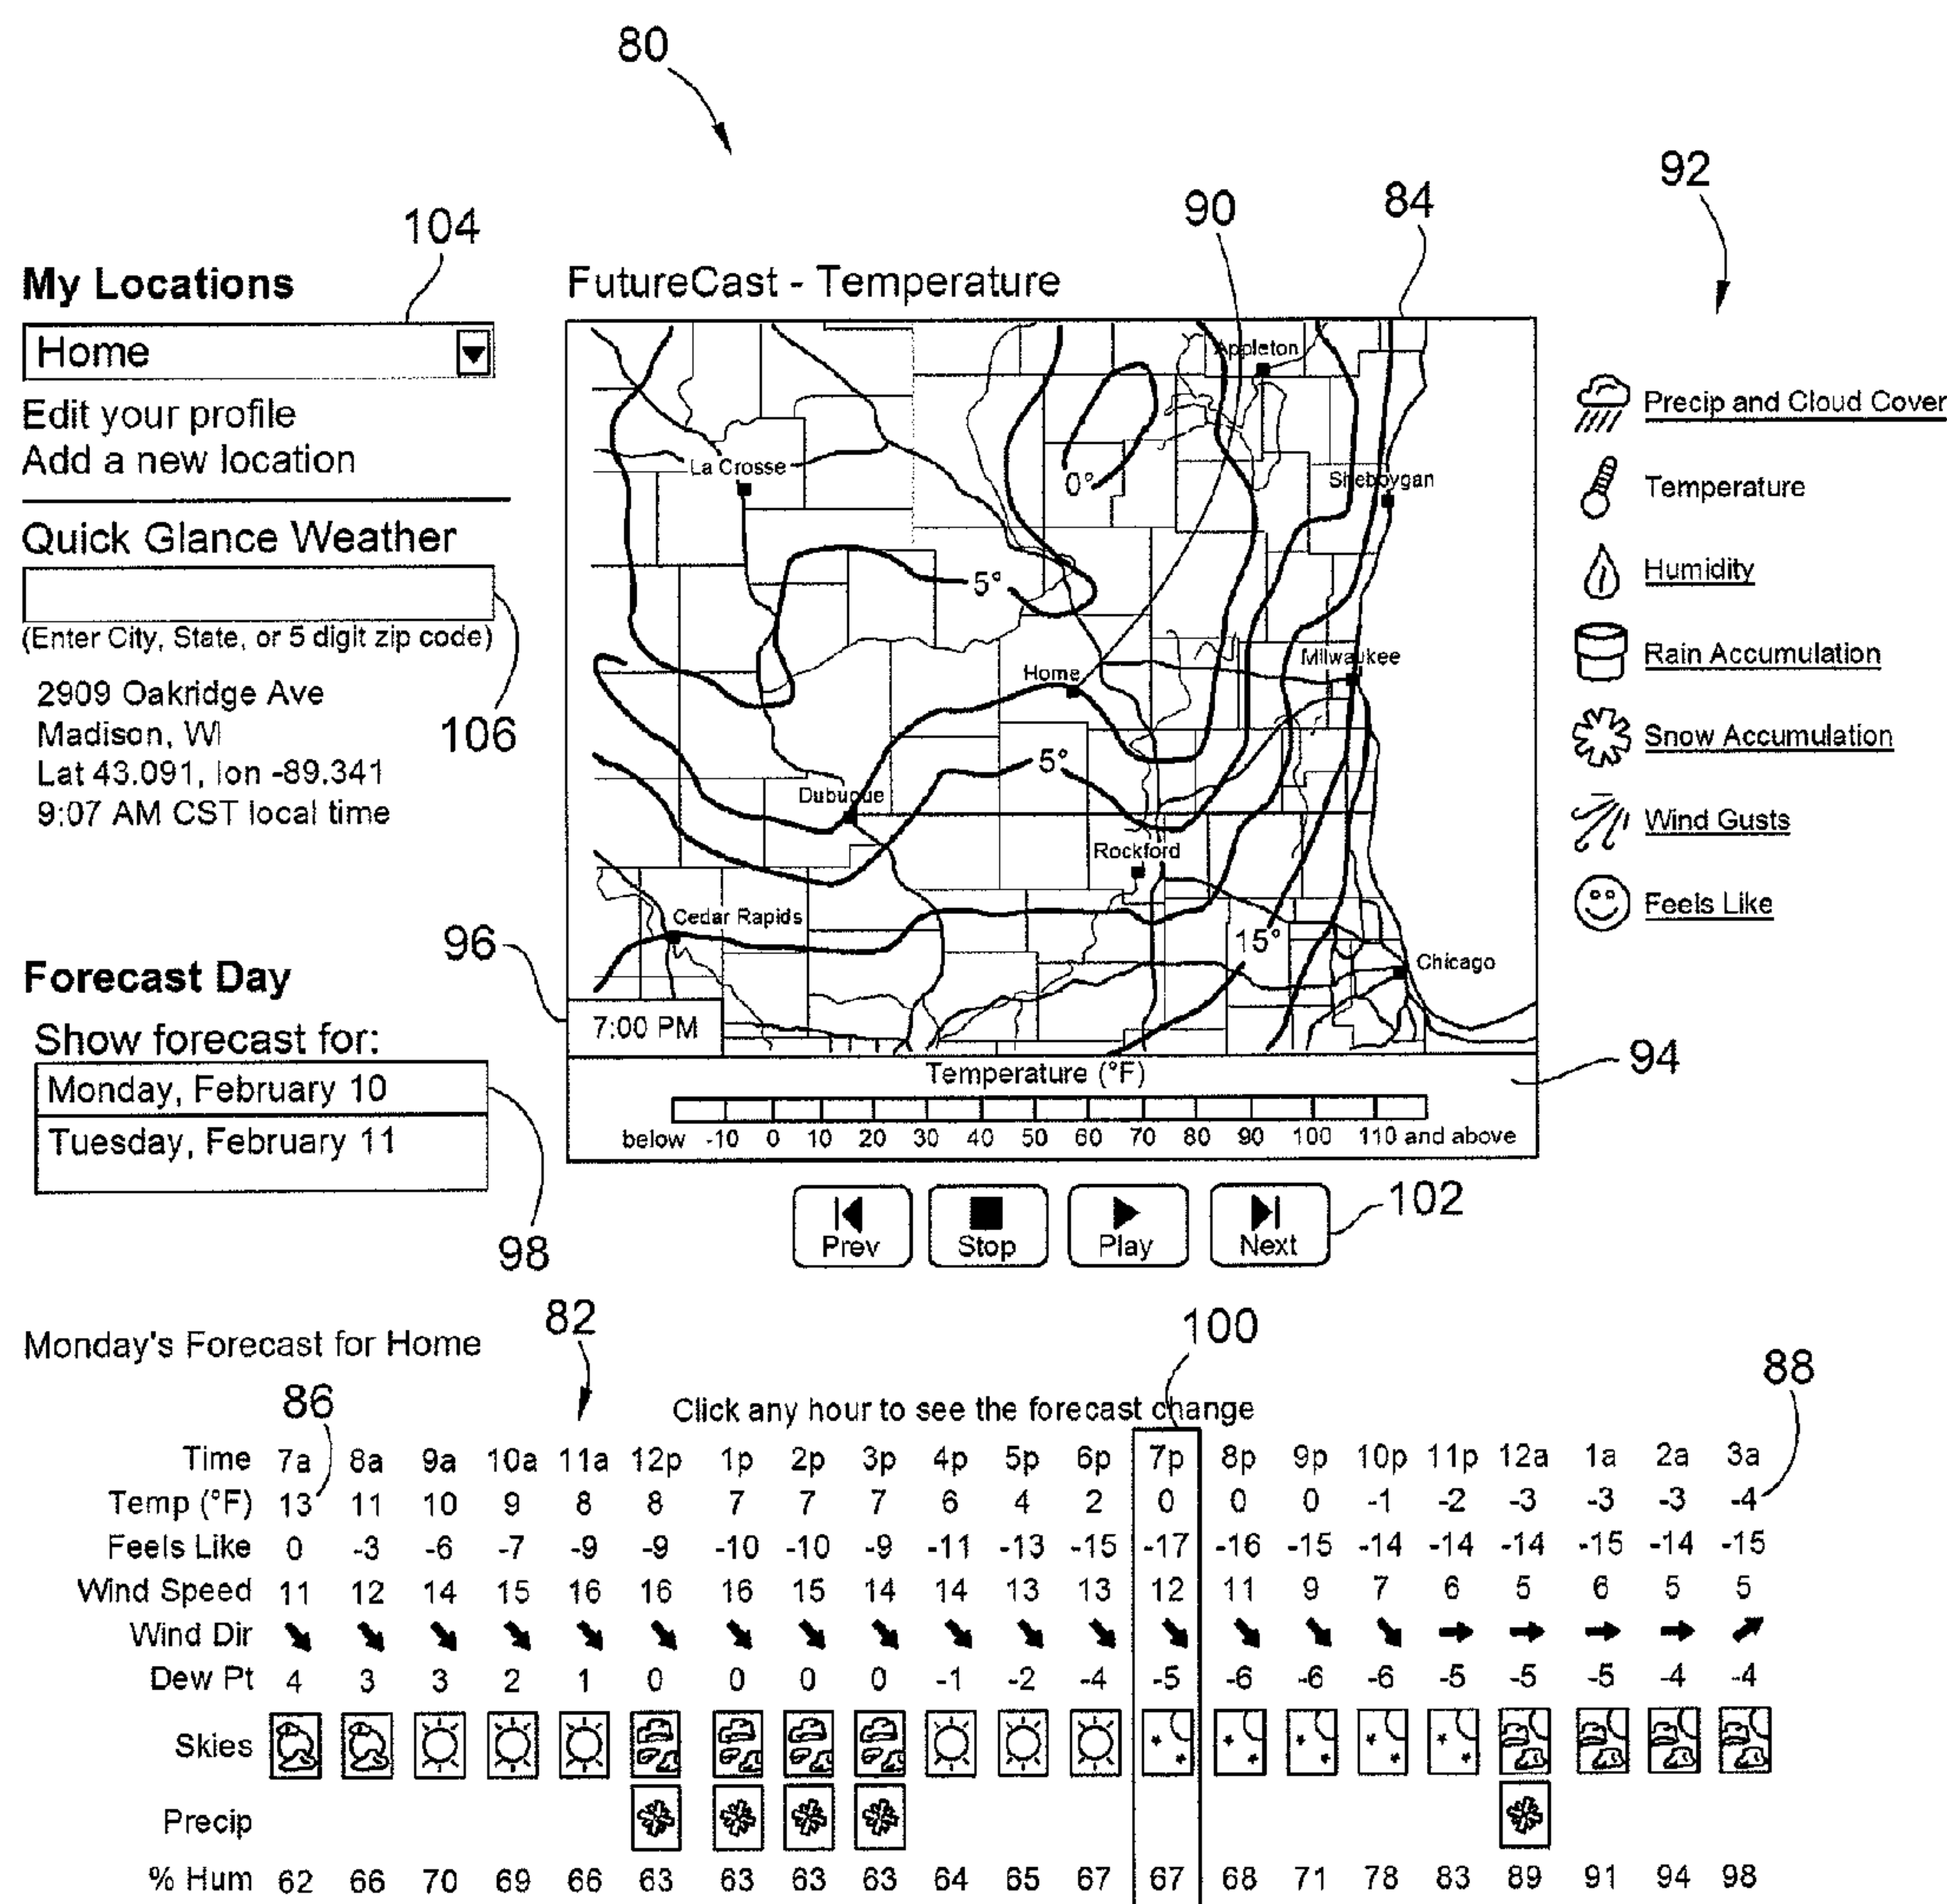 80
92
90
84
104
My Locations
FutureCast - Temperature
Home
Edit your profile
Add a new location
Quick Glance Weather
(Enter City, State, or 5 digit zip code)
106
2909 Oakridge Ave
Madison, WI
Lat 43.091, lon -89.341
9:07 AM CST local time
Appleton
La Crosse
0°
Sheboygan
5°
Home
Milwaukee
5°
Dubuque
Rockford
Cedar Rapids
15°
Chicago
Precip and Cloud Cover
Temperature
Humidity
Rain Accumulation
Snow Accumulation
Wind Gusts
Feels Like
96
7:00 PM
94
Temperature (°F)
below -10 0 10 20 30 40 50 60 70 80 90 100 110 and above
Forecast Day
Show forecast for:
Monday, February 10
Tuesday, February 11
98
Prev Stop Play Next
102
82
100
Monday's Forecast for Home
86
88
Click any hour to see the forecast change
Time 7a 8a 9a 10a 11a 12p 1p 2p 3p 4p 5p 6p 7p 8p 9p 10p 11p 12a 1a 2a 3a
Temp (°F) 13 11 10 9 8 8 7 7 7 6 4 2 0 0 0 -1 -2 -3 -3 -3 -4
Feels Like 0 -3 -6 -7 -9 -9 -10 -10 -9 -11 -13 -15 -17 -16 -15 -14 -14 -14 -15 -14 -15
Wind Speed 11 12 14 15 16 16 16 15 14 14 13 13 12 11 9 7 6 5 6 5 5
Wind Dir
Dew Pt 4 3 3 2 1 0 0 0 0 -1 -2 -4 -5 -6 -6 -6 -5 -5 -5 -4 -4
Skies
Precip
% Hum 62 66 70 69 66 63 63 63 63 64 65 67 67 68 71 78 83 89 91 94 98